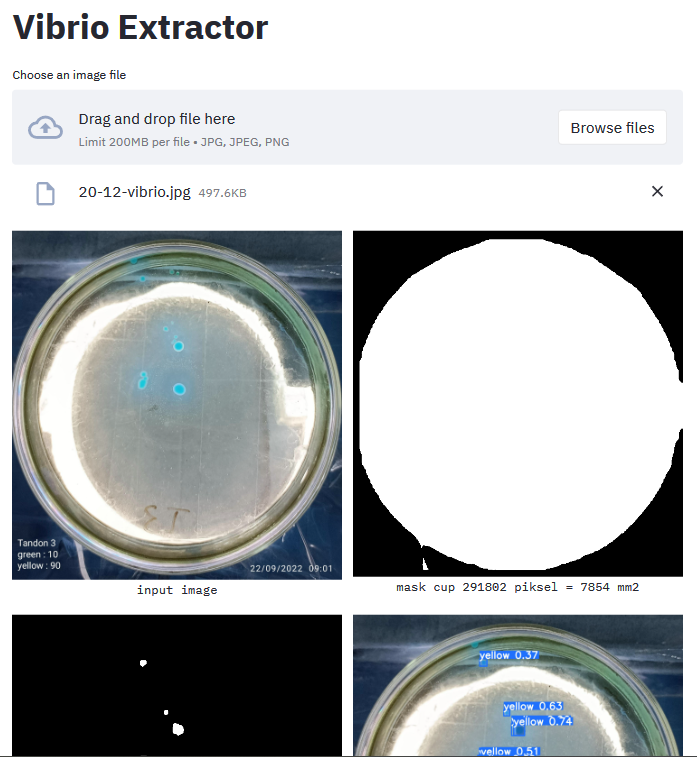 Vibrio Extractor
Choose an image file
Drag and drop file here
Limit 200MB per file • JPG, JPEG, PNG
Browse files
20-12-vibrio.jpg 497.6KB
ƐT
Tandon 3
green : 10
yellow : 90
22/09/2022 09:01
input image
mask cup 291802 piksel = 7854 mm2
yellow 0.37
yellow 0.63
yellow 0.74
yellow 0.51